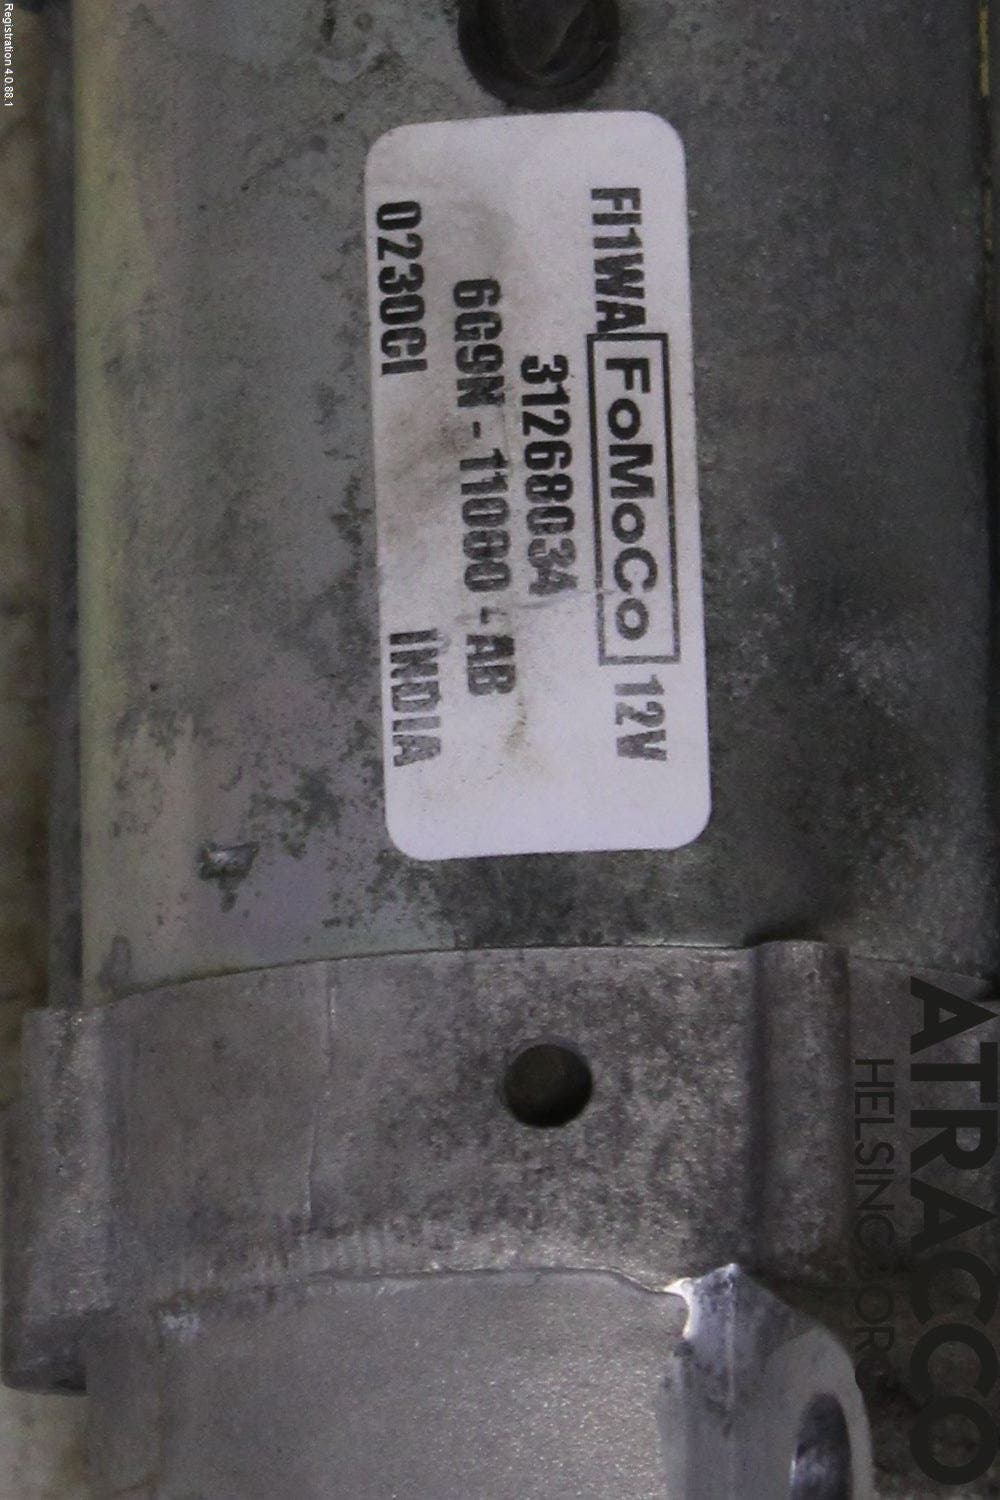 FI1WA FoMoCo 12V
31268034
6G9N-11000-AB
0230CI INDIA
ATRACCO
HELSINGBORG
Registration 4.0.88.1